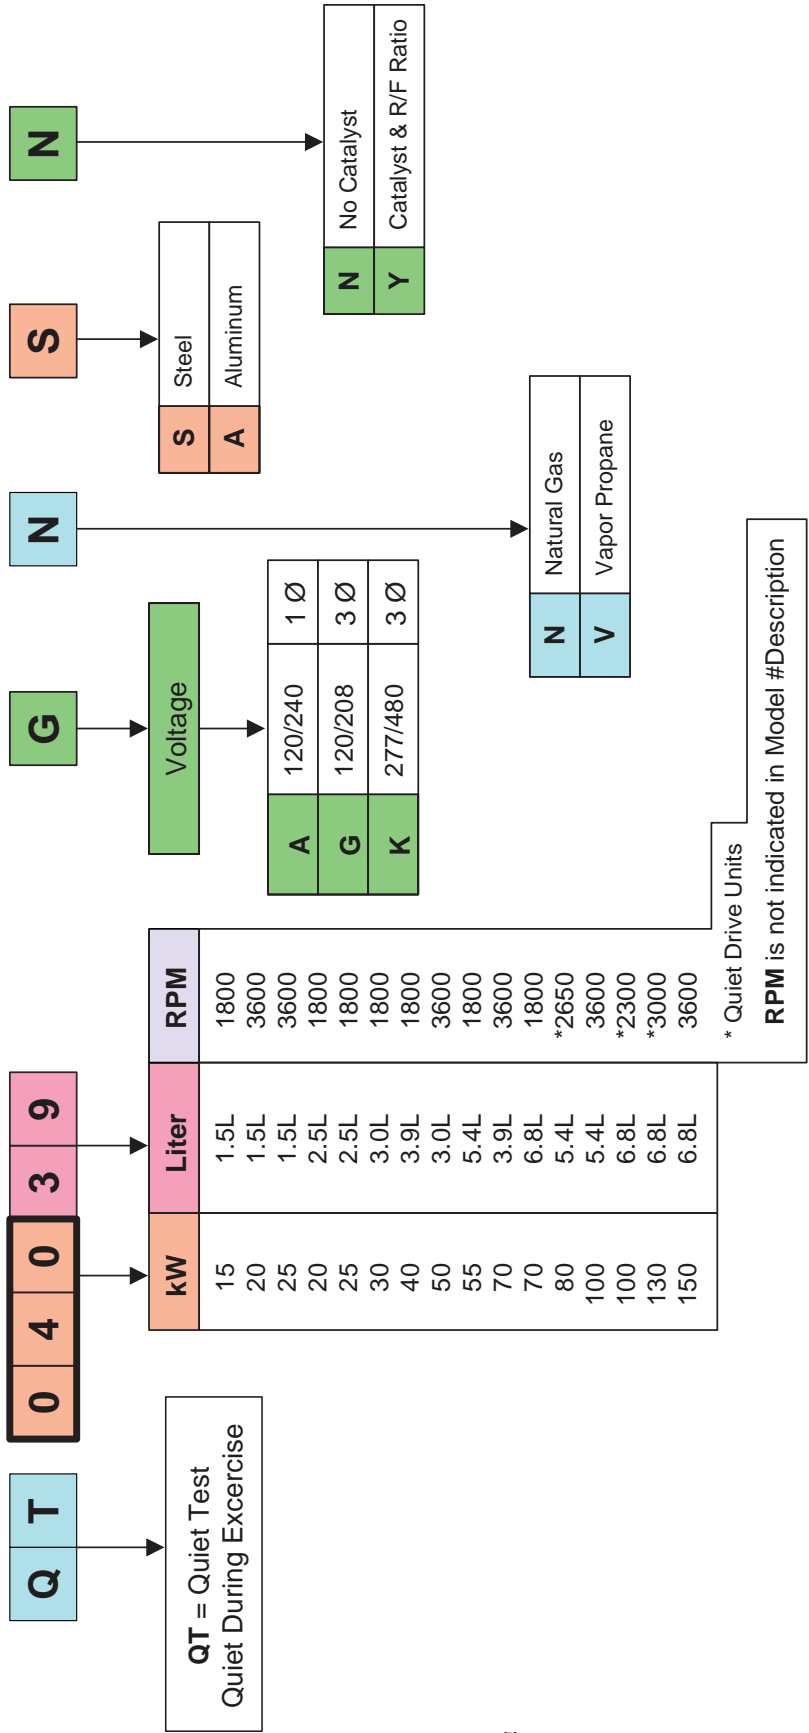 Q T 0 4 0 3 9 G N S N
QT = Quiet Test
Quiet During Excercise
kW Liter RPM
15 1.5L 1800
20 1.5L 3600
25 1.5L 3600
20 2.5L 1800
25 2.5L 1800
30 3.0L 1800
40 3.9L 1800
50 3.0L 3600
55 5.4L 1800
70 3.9L 3600
70 6.8L 1800
80 5.4L *2650
100 5.4L 3600
100 6.8L *2300
130 6.8L *3000
150 6.8L 3600
* Quiet Drive Units
RPM is not indicated in Model #Description
Voltage
A 120/240 1 Ø
G 120/208 3 Ø
K 277/480 3 Ø
N Natural Gas
V Vapor Propane
S Steel
A Aluminum
N No Catalyst
Y Catalyst & R/F Ratio